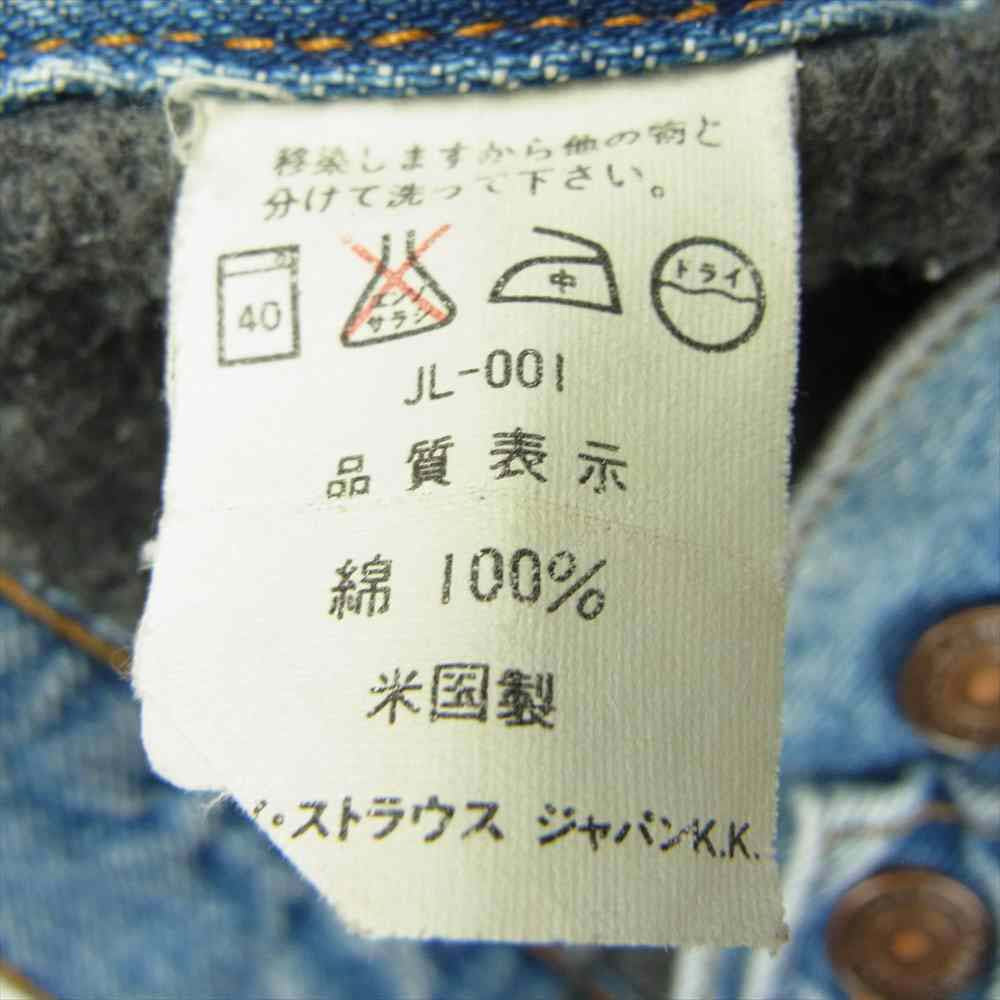 移染しますから他の物と
分けて洗って下さい。
40 エンソサラシ 中 ドライ
JL-001
品質表示
綿 100%
米国製
・ストラウス ジャパンK.K.